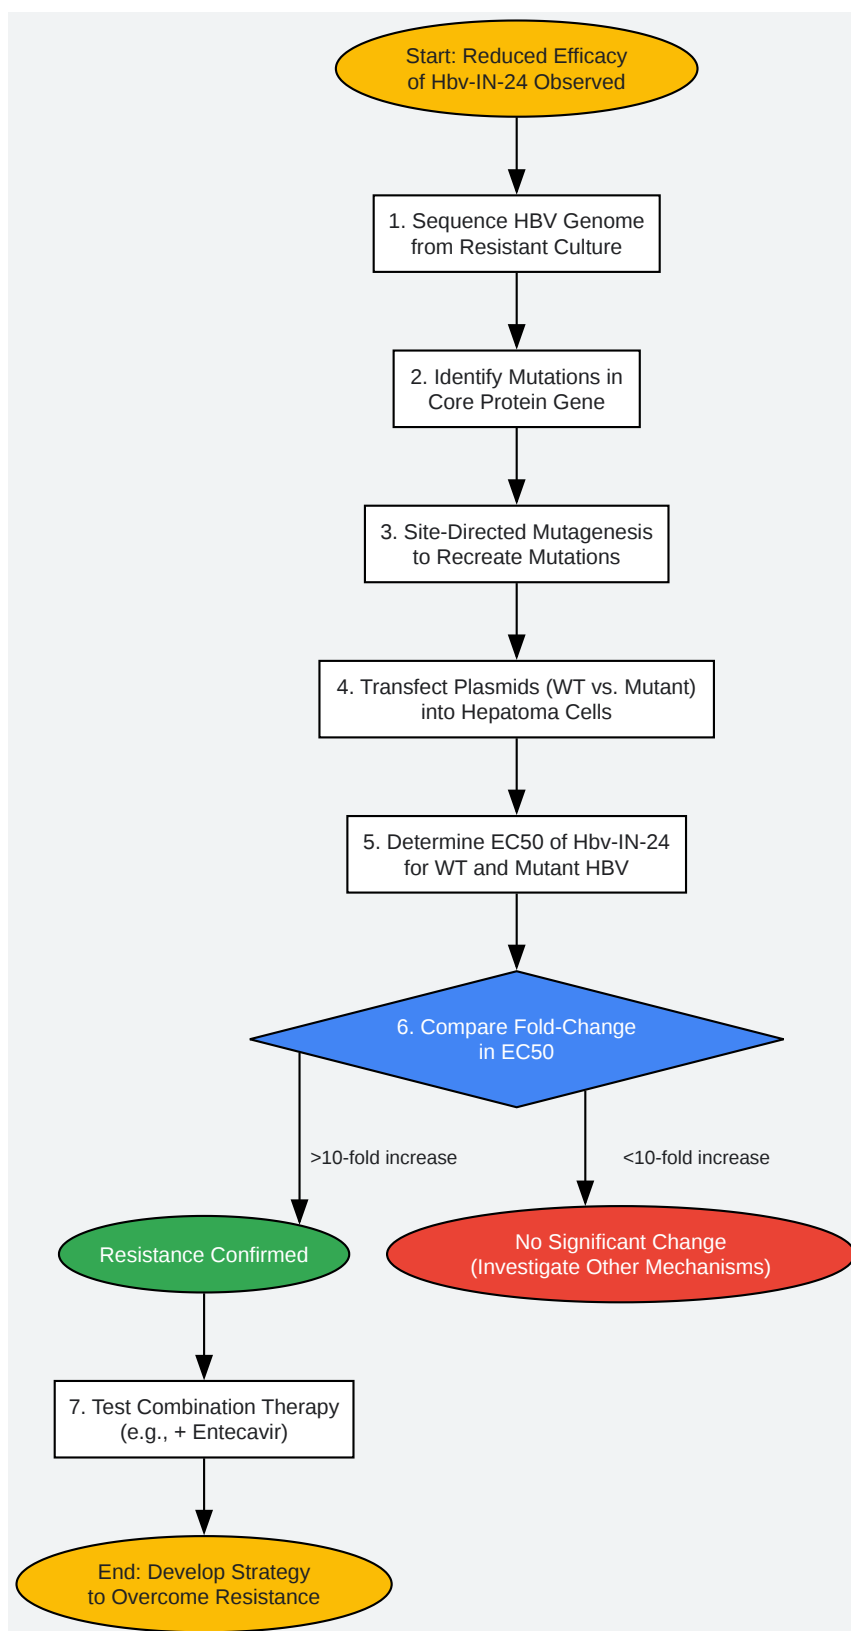 Start: Reduced Efficacy
of Hbv-IN-24 Observed
1. Sequence HBV Genome
from Resistant Culture
2. Identify Mutations in
Core Protein Gene
3. Site-Directed Mutagenesis
to Recreate Mutations
4. Transfect Plasmids (WT vs. Mutant)
into Hepatoma Cells
5. Determine EC50 of Hbv-IN-24
for WT and Mutant HBV
6. Compare Fold-Change
in EC50
>10-fold increase
<10-fold increase
Resistance Confirmed
No Significant Change
(Investigate Other Mechanisms)
7. Test Combination Therapy
(e.g., + Entecavir)
End: Develop Strategy
to Overcome Resistance